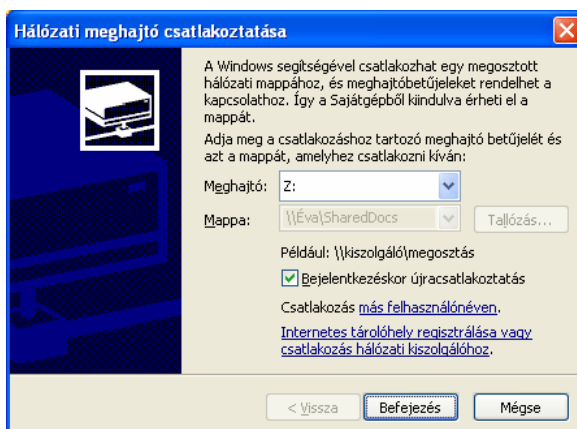 Hálózati meghajtó csatlakoztatása
A Windows segítségével csatlakozhat egy megosztott
hálózati mappához, és meghajtóbetűjeleket rendelhet a
kapcsolathoz. Így a Sajátgépből kiindulva érheti el a
mappát.
Adja meg a csatlakozáshoz tartozó meghajtó betűjelét és
azt a mappát, amelyhez csatlakozni kíván:
Meghajtó: Z:
Mappa: \\Éva\SharedDocs Tallózás...
Például: \\kiszolgáló\megosztás
Bejelentkezéskor újracsatlakoztatás
Csatlakozás más felhasználónéven.
Internetes tárolóhely regisztrálása vagy
csatlakozás hálózati kiszolgálóhoz.
< Vissza Befejezés Mégse